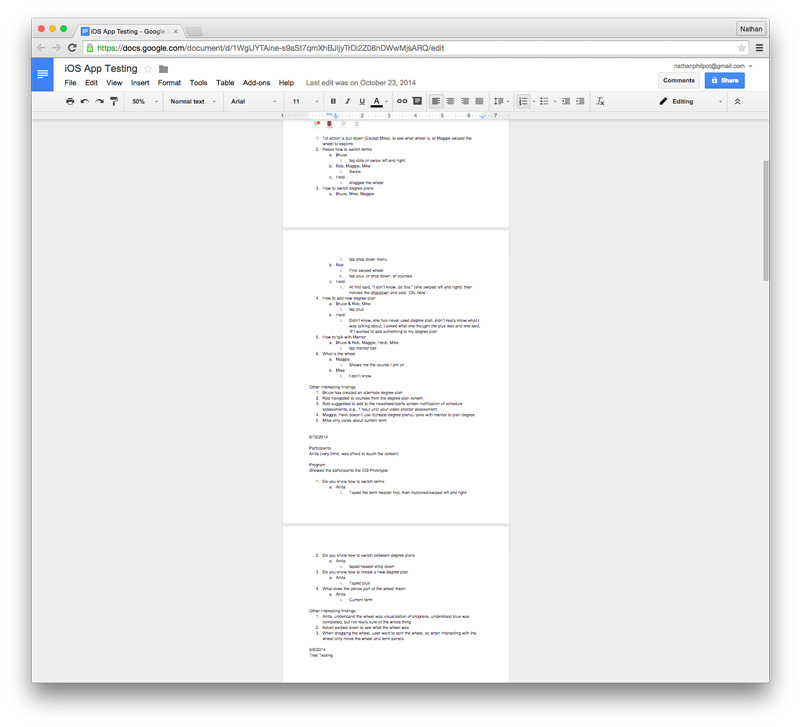 iOS App Testing - Google D
Nathan
https://docs.google.com/document/d/1WgUYTAine-s9aSt7qmXhBJljyTrDi2Z08nDWwMjsARQ/edit
iOS App Testing
nathanphilpot@gmail.com
File Edit View Insert Format Tools Table Add-ons Help Last edit was on October 23, 2014
Comments
Share
50% Normal text Arial 11 B I U A Editing
1 1 2 3 4 5 6 7
1. 1st action is pull down (Except Mike), to see what wheel is, or Maggie swiped the
wheel to explore
2. Asked how to switch terms
a. Bruce
i. tap dots or swipe left and right
b. Rob, Maggie, Mike
i. Swipe
c. Heidi
i. dragged the wheel
3. How to switch degree plans
a. Bruce, Mike, Maggie
i. tap drop down menu
b. Rob
i. First swiped wheel
ii. tap plus, or drop down, or courses
c. Heidi
i. At first said, "I don't know, do this," (she swiped left and right), then
noticed the dropdown and said, 'Oh, here'.
4. How to add new degree plan
a. Bruce & Rob, Mike
i. tap plus
b. Heidi
i. Didn't know, she has never used degree plan, didn't really know what I
was talking about, I asked what she thought the plus was and she said,
'If I wanted to add something to my degree plan'
5. How to talk with Mentor
a. Bruce & Rob, Maggie, Heidi, Mike
i. tap mentor bar
6. What is the wheel
a. Maggie
i. Shows me the course I am on
b. Mike
i. I don't know
Other interesting findings
1. Bruce has created an alternate degree plan
2. Rob navigated to courses from the degree plan screen
3. Rob suggested to add to the newsfeed/alerts screen notification of schedule
assessments, e.g., 1 hour until your video proctor assessment
4. Maggie, Heidi doesn't use (create degree plans), talks with mentor to plan degree
5. Mike only cares about current term
6/18/2014
Participants
Anita (very timid, was afraid to touch the screen)
Program
Showed the participants the iOS Prototype
1. Do you know how to switch terms
a. Anita
i. Taped the term header first, then motioned/swiped left and right
2. Do you know how to switch between degree plans
a. Anita
i. taped header drop down
3. Do you know how to create a new degree plan
a. Anita
i. Taped plus
4. What does the yellow part of the wheel mean
a. Anita
i. Current term
Other interesting findings
1. Anita, understand the wheel was visualization of progress, understood blue was
completed, but not really sure of the whole thing
2. Never swiped down to see what the wheel was
3. When dragging the wheel, user want to spin the wheel, so when interacting with the
wheel only move the wheel and term panels
Tree Testing